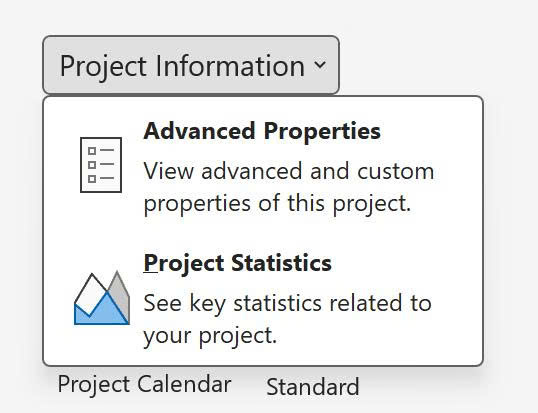 Project Information
Advanced Properties
View advanced and custom
properties of this project.
Project Statistics
See key statistics related to
your project.
Project Calendar Standard